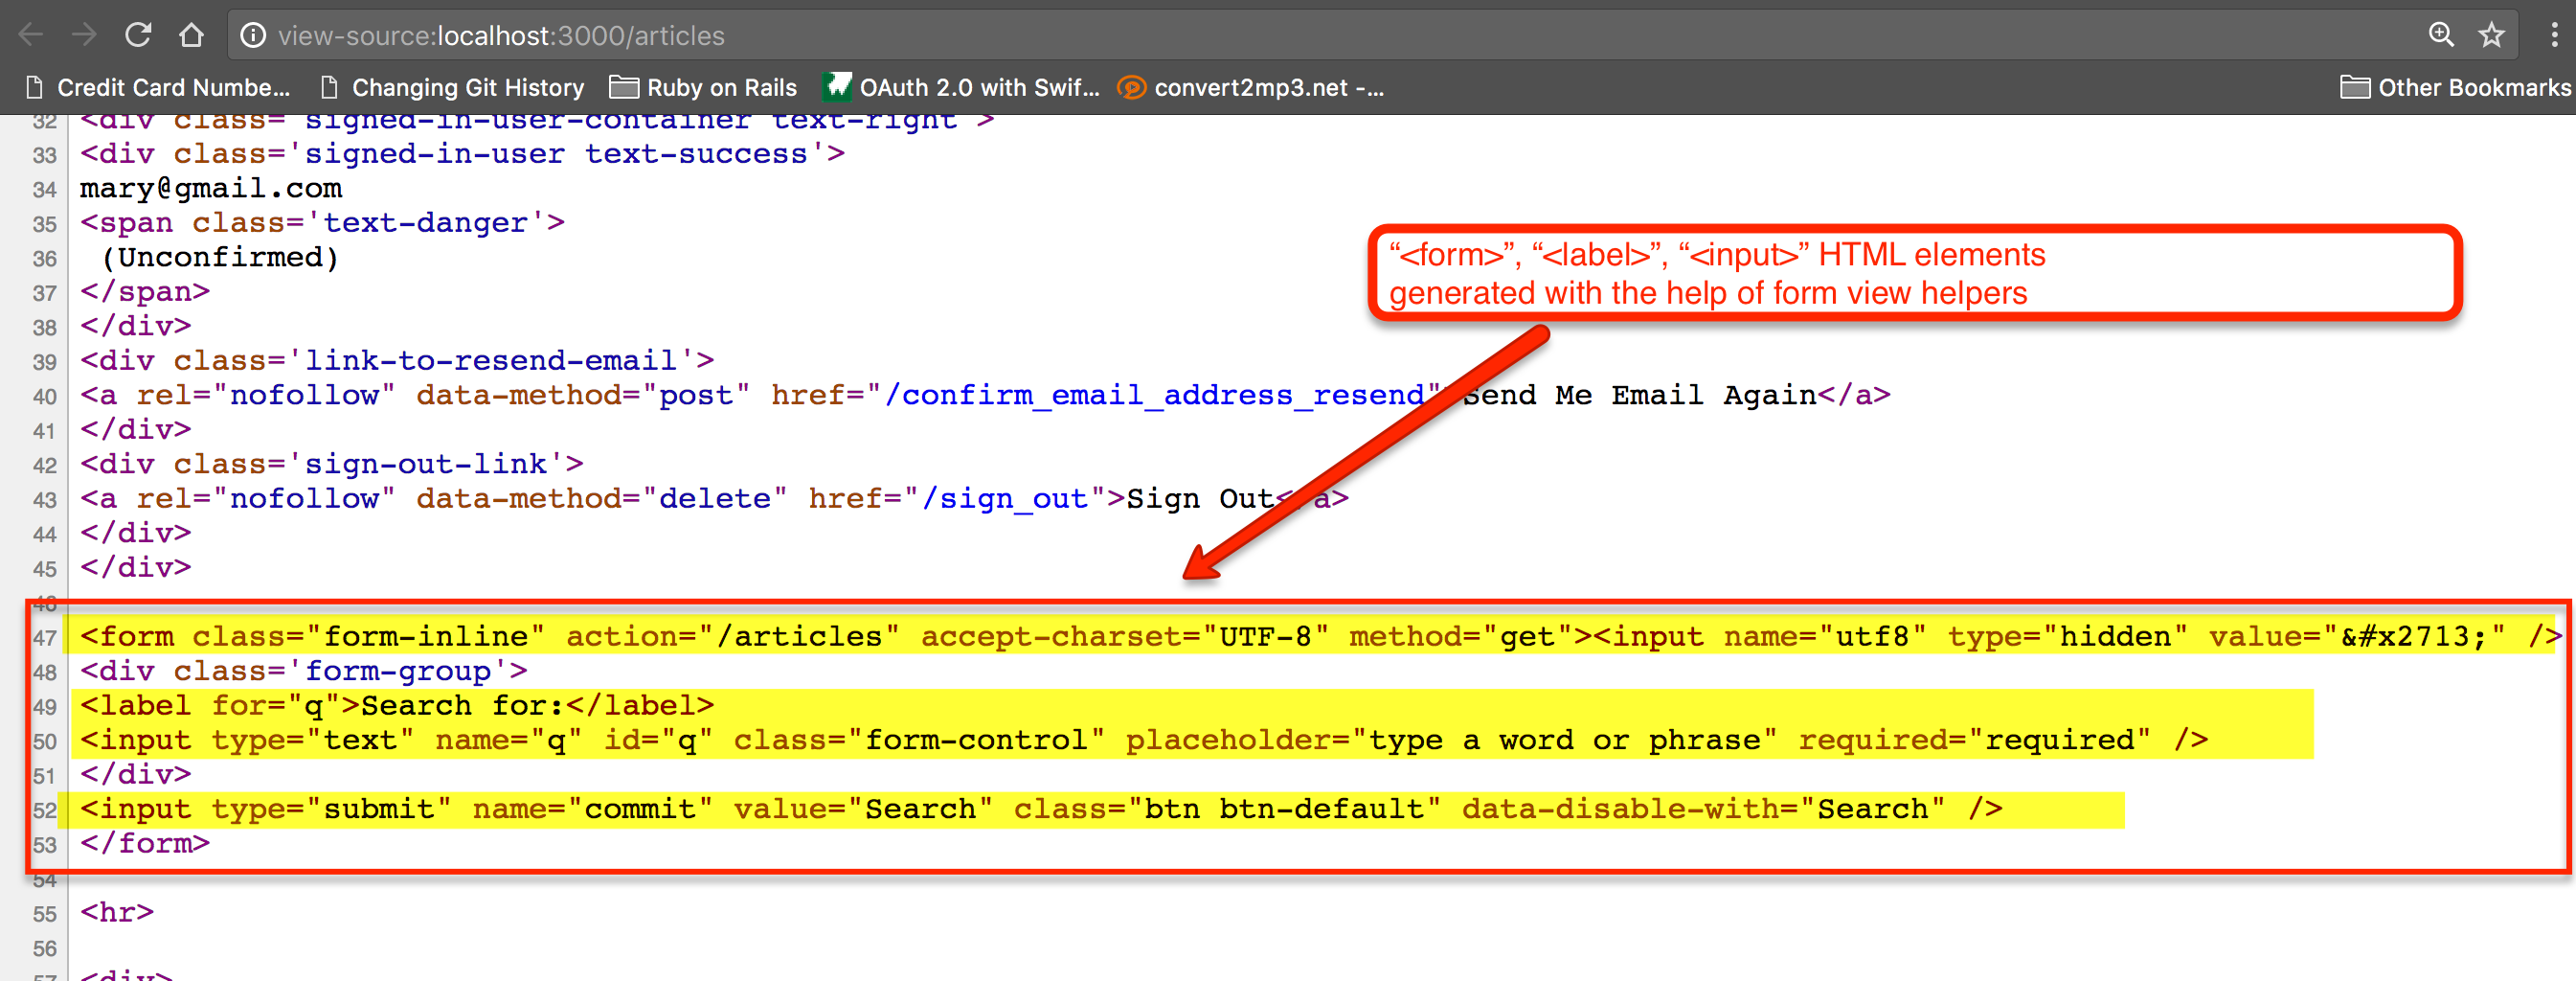 view-source:localhost:3000/articles
Credit Card Numbe... Changing Git History Ruby on Rails OAuth 2.0 with Swif... convert2mp3.net -... Other Bookmarks
32 <div class='signed-in-user-container text-right'>
33 <div class='signed-in-user text-success'>
34 mary@gmail.com
35 <span class='text-danger'>
36 (Unconfirmed)
37 </span>
38 </div>
39 <div class='link-to-resend-email'>
40 <a rel="nofollow" data-method="post" href="/confirm_email_address_resend">Send Me Email Again</a>
41 </div>
42 <div class='sign-out-link'>
43 <a rel="nofollow" data-method="delete" href="/sign_out">Sign Out</a>
44 </div>
45 </div>
“<form>”, “<label>”, “<input>” HTML elements
generated with the help of form view helpers
46
47 <form class="form-inline" action="/articles" accept-charset="UTF-8" method="get"><input name="utf8" type="hidden" value="&#x2713;" />
48 <div class='form-group'>
49 <label for="q">Search for:</label>
50 <input type="text" name="q" id="q" class="form-control" placeholder="type a word or phrase" required="required" />
51 </div>
52 <input type="submit" name="commit" value="Search" class="btn btn-default" data-disable-with="Search" />
53 </form>
54
55 <hr>
56
57 <div>